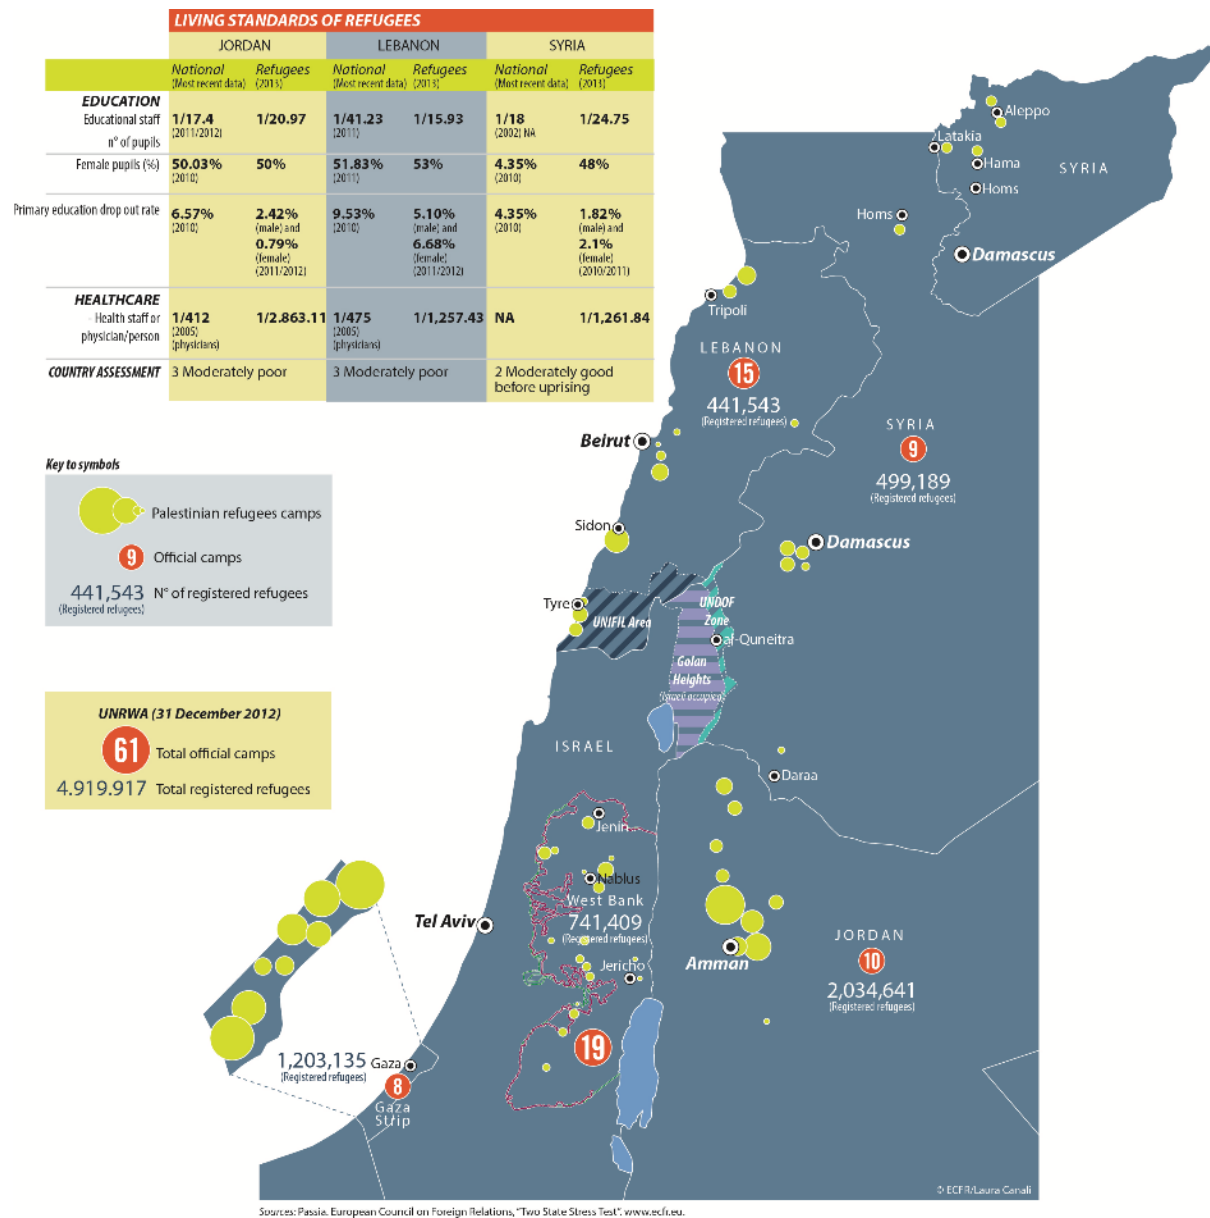 LIVING STANDARDS OF REFUGEES
JORDAN LEBANON SYRIA
National Refugees National Refugees National Refugees
(Most recent data) (2013) (Most recent data) (2013) (Most recent data) (2013)
EDUCATION
Educational staff 1/17.4 1/20.97 1/41.23 1/15.93 1/18 1/24.75
(2011/2012) (2011) (2002) NA
n° of pupils
Female pupils (%) 50.03% 50% 51.83% 53% 4.35% 48%
(2010) (2011) (2010)
Primary education drop out rate 6.57% 2.42% 9.53% 5.10% 4.35% 1.82%
(2010) (male) and (2010) (male) and (2010) (male) and
0.79% 6.68% 2.1%
(female) (female) (female)
(2011/2012) (2011/2012) (2010/2011)
HEALTHCARE
- Health staff or 1/412 1/2.863.11 1/475 1/1,257.43 NA 1/1,261.84
physician/person (2005) (2005)
(physicians) (physicians)
COUNTRY ASSESSMENT 3 Moderately poor 3 Moderately poor 2 Moderately good
before uprising
Aleppo
Latakia
Hama
SYRIA
Homs
Homs
Damascus
Tripoli
LEBANON
15
441,543
(Registered refugees)
SYRIA
9
499,189
(Registered refugees)
Beirut
Key to symbols
Palestinian refugees camps
9 Official camps
441,543 N° of registered refugees
(Registered refugees)
Sidon
Damascus
Tyre
UNIFIL Area
UNDOF
Zone
al-Quneitra
Golan
Heights
(Israeli occupied)
UNRWA (31 December 2012)
61 Total official camps
4.919.917 Total registered refugees
ISRAEL
Daraa
Jenin
Nablus
West Bank
741,409
(Registered refugees)
Tel Aviv
Jericho
Amman
JORDAN
10
2,034,641
(Registered refugees)
19
1,203,135 Gaza
(Registered refugees)
8
Gaza
Strip
© ECFR/Laura Canali
Sources: Passia. European Council on Foreign Relations, "Two State Stress Test". www.ecfr.eu.